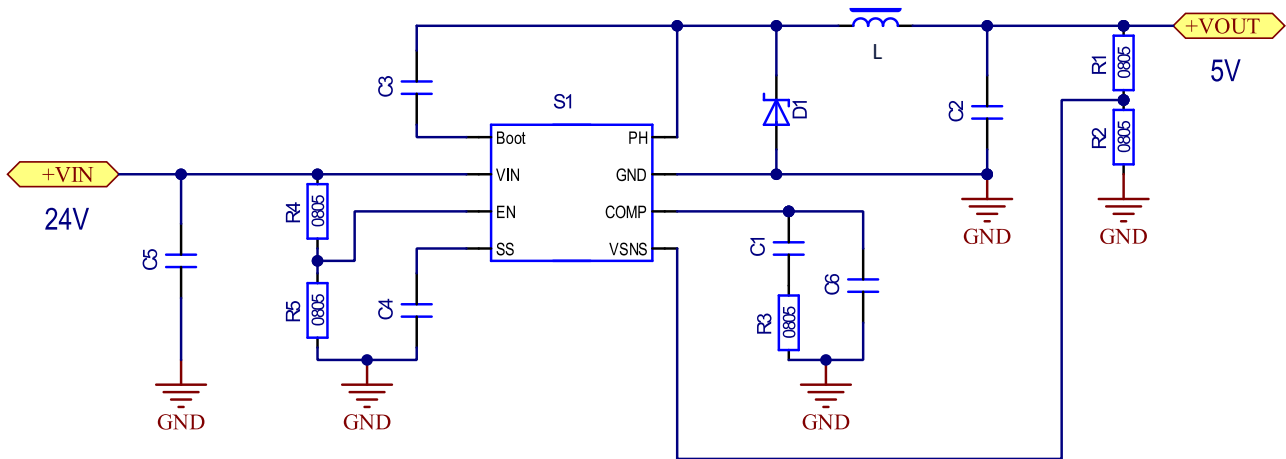 +VOUT
5V
L
R1
0805
C3
D1
C2
R2
0805
S1
Boot
PH
VIN
GND
EN
COMP
SS
VSNS
+VIN
24V
R4
0805
C5
R5
0805
C4
C1
C6
R3
0805
GND
GND
GND
GND
GND